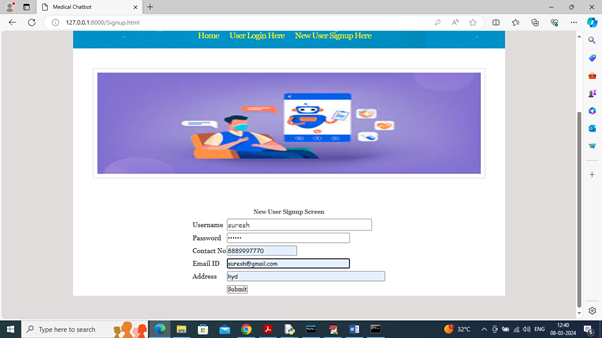 Medical Chatbot
127.0.0.1:8000/Signup.html
Home User Login Here New User Signup Here
New User Signup Screen
Username suresh
Password ••••••
Contact No 8889997770
Email ID suresh@gmail.com
Address hyd
Submit
Type here to search
32°C
ENG
12:40
08-03-2024